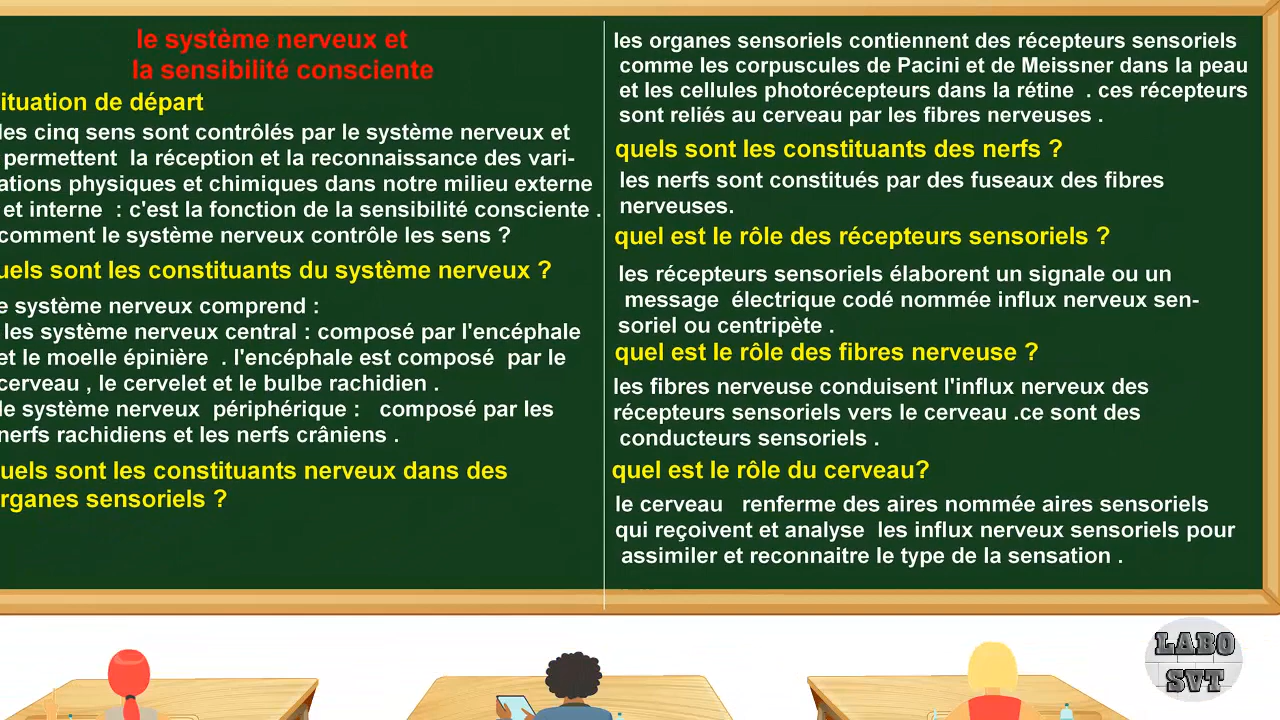 le système nerveux et
la sensibilité consciente
ituation de départ
les cinq sens sont contrôlés par le système nerveux et
permettent la réception et la reconnaissance des vari-
ations physiques et chimiques dans notre milieu externe
et interne : c'est la fonction de la sensibilité consciente .
comment le système nerveux contrôle les sens ?
uels sont les constituants du système nerveux ?
e système nerveux comprend :
les système nerveux central : composé par l'encéphale
et le moelle épinière . l'encéphale est composé par le
cerveau , le cervelet et le bulbe rachidien .
le système nerveux périphérique : composé par les
nerfs rachidiens et les nerfs crâniens .
uels sont les constituants nerveux dans des
rganes sensoriels ?
les organes sensoriels contiennent des récepteurs sensoriels
comme les corpuscules de Pacini et de Meissner dans la peau
et les cellules photorécepteurs dans la rétine . ces récepteurs
sont reliés au cerveau par les fibres nerveuses .
quels sont les constituants des nerfs ?
les nerfs sont constitués par des fuseaux des fibres
nerveuses.
quel est le rôle des récepteurs sensoriels ?
les récepteurs sensoriels élaborent un signale ou un
message électrique codé nommée influx nerveux sen-
soriel ou centripète .
quel est le rôle des fibres nerveuse ?
les fibres nerveuse conduisent l'influx nerveux des
récepteurs sensoriels vers le cerveau .ce sont des
conducteurs sensoriels .
quel est le rôle du cerveau?
le cerveau renferme des aires nommée aires sensoriels
qui reçoivent et analyse les influx nerveux sensoriels pour
assimiler et reconnaitre le type de la sensation .
LABO
SVT